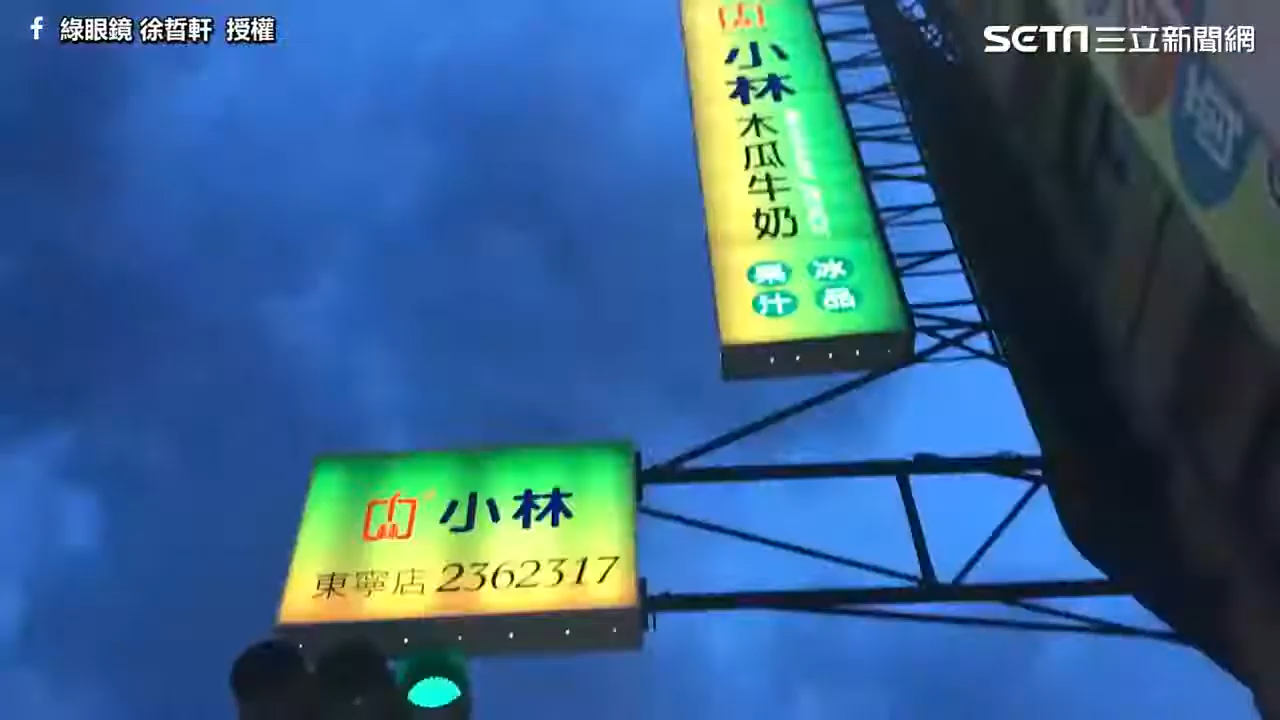 綠眼鏡 徐晢軒 授權
SETN三立新聞網
小林
木瓜牛奶
果汁
冰品
小林
東寧店 2362317